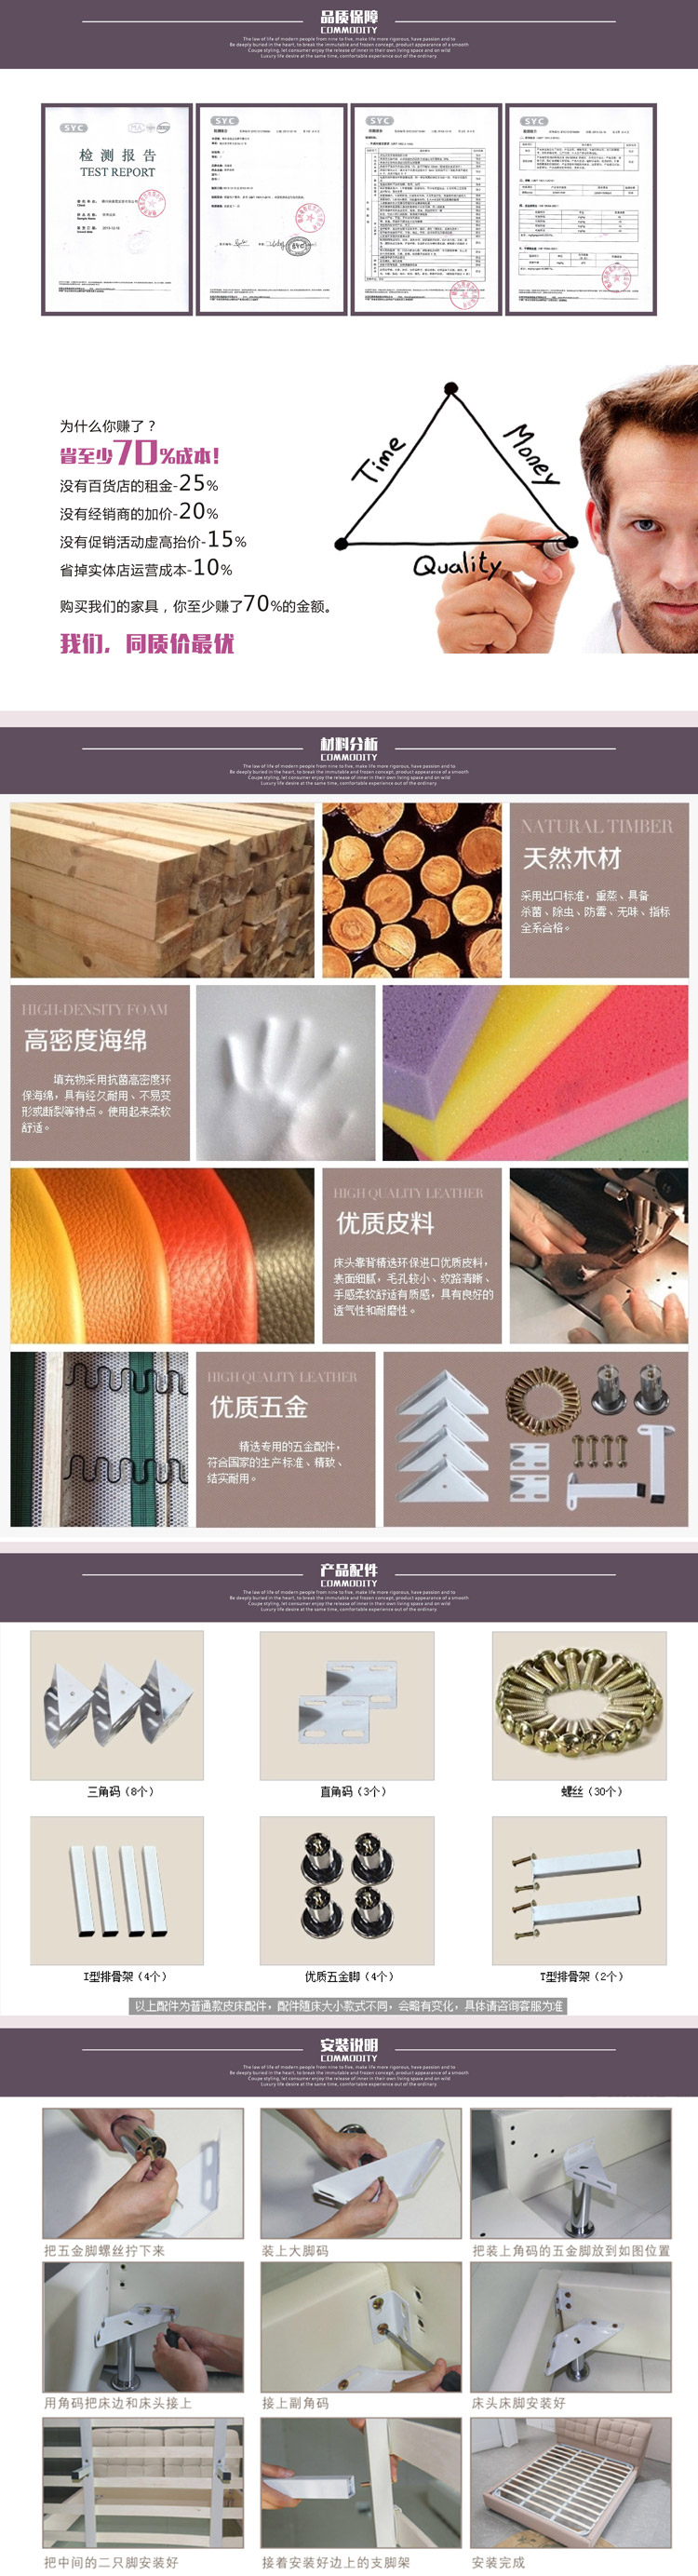 品质保障
COMMODITY
The law of life of modern people from nine to five, make life more rigorous, have passion and to
Be deeply buried in the heart, to break the immutable and frozen concept, product appearance of a smooth
Coupe styling, let consumer enjoy the release of inner in their own living space and on wild
Luxury life desire at the same time, comfortable experience out of the ordinary.
SYC
检测报告
TEST REPORT
SYC
SYC
SYC
为什么你赚了？
省至少70%成本!
没有百货店的租金-25%
没有经销商的加价-20%
没有促销活动虚高抬价-15%
省掉实体店运营成本-10%
购买我们的家具，你至少赚了70%的金额。
我们，同质价最优
Time
Money
Quality
材料分析
COMMODITY
The law of life of modern people from nine to five, make life more rigorous, have passion and to
Be deeply buried in the heart, to break the immutable and frozen concept, product appearance of a smooth
Coupe styling, let consumer enjoy the release of inner in their own living space and on wild
Luxury life desire at the same time, comfortable experience out of the ordinary.
NATURAL TIMBER
天然木材
采用出口标准，重蒸、具备
杀菌、除虫、防霉、无味、指标
全系合格。
HIGH-DENSITY FOAM
高密度海绵
填充物采用抗菌高密度环
保海绵，具有经久耐用、不易变
形或断裂等特点。使用起来柔软
舒适。
HIGH QUALITY LEATHER
优质皮料
床头靠背精选环保进口优质皮料，
表面细腻，毛孔较小、纹路清晰、
手感柔软舒适有质感，具有良好的
透气性和耐磨性。
HIGH QUALITY LEATHER
优质五金
精选专用的五金配件，
符合国家的生产标准、精致、
结实耐用。
产品配件
COMMODITY
The law of life of modern people from nine to five, make life more rigorous, have passion and to
Be deeply buried in the heart, to break the immutable and frozen concept, product appearance of a smooth
Coupe styling, let consumer enjoy the release of inner in their own living space and on wild
Luxury life desire at the same time, comfortable experience out of the ordinary.
三角码（8个）
直角码（3个）
螺丝（30个）
I型排骨架（4个）
优质五金脚（4个）
T型排骨架（2个）
以上配件为普通款皮床配件，配件随床大小款式不同，会略有变化，具体请咨询客服为准
安装说明
COMMODITY
The law of life of modern people from nine to five, make life more rigorous, have passion and to
Be deeply buried in the heart, to break the immutable and frozen concept, product appearance of a smooth
Coupe styling, let consumer enjoy the release of inner in their own living space and on wild
Luxury life desire at the same time, comfortable experience out of the ordinary.
把五金脚螺丝拧下来
装上大脚码
把装上角码的五金脚放到如图位置
用角码把床边和床头接上
接上副角码
床头床脚安装好
把中间的二只脚安装好
接着安装好边上的支脚架
安装完成